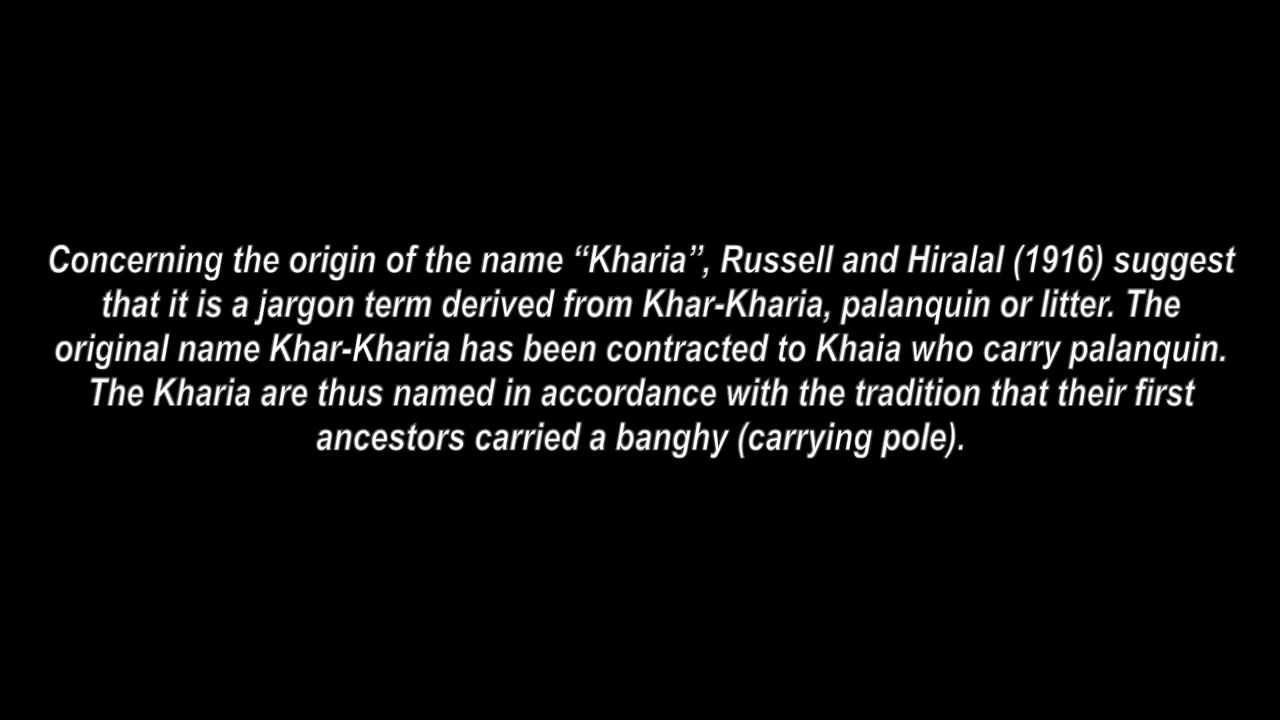 Concerning the origin of the name “Kharia”, Russell and Hiralal (1916) suggest
that it is a jargon term derived from Khar-Kharia, palanquin or litter. The
original name Khar-Kharia has been contracted to Khaia who carry palanquin.
The Kharia are thus named in accordance with the tradition that their first
ancestors carried a banghy (carrying pole).